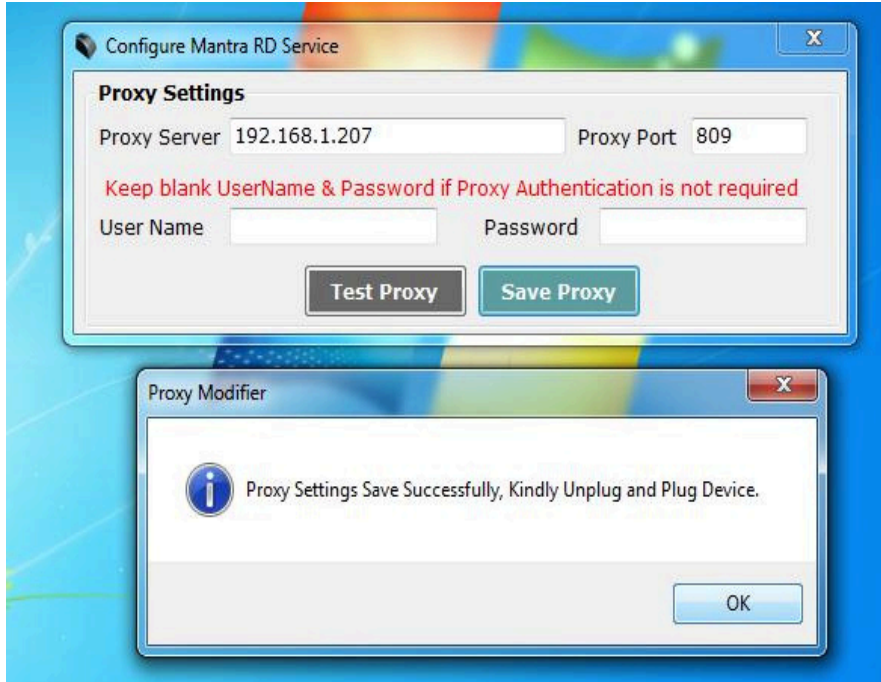 Configure Mantra RD Service
Proxy Settings
Proxy Server 192.168.1.207 Proxy Port 809
Keep blank UserName & Password if Proxy Authentication is not required
User Name Password
Test Proxy Save Proxy
Proxy Modifier
Proxy Settings Save Successfully, Kindly Unplug and Plug Device.
OK